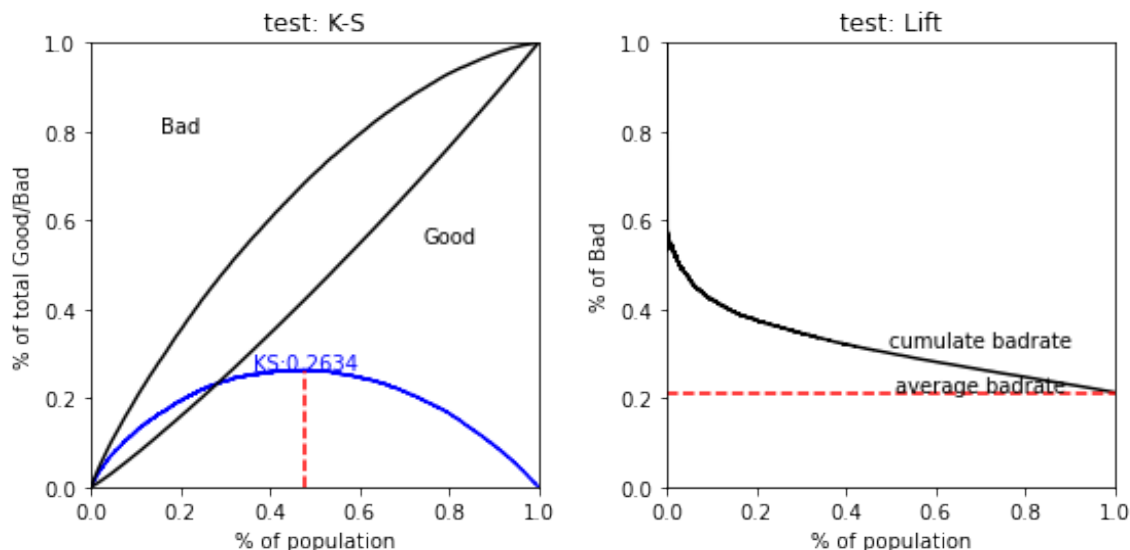 test: K-S
% of total Good/Bad
1.0
0.8
0.6
0.4
0.2
0.0
Bad
Good
KS:0.2634
0.0 0.2 0.4 0.6 0.8 1.0
% of population
test: Lift
% of Bad
1.0
0.8
0.6
0.4
0.2
0.0
cumulate badrate
average badrate
0.0 0.2 0.4 0.6 0.8 1.0
% of population